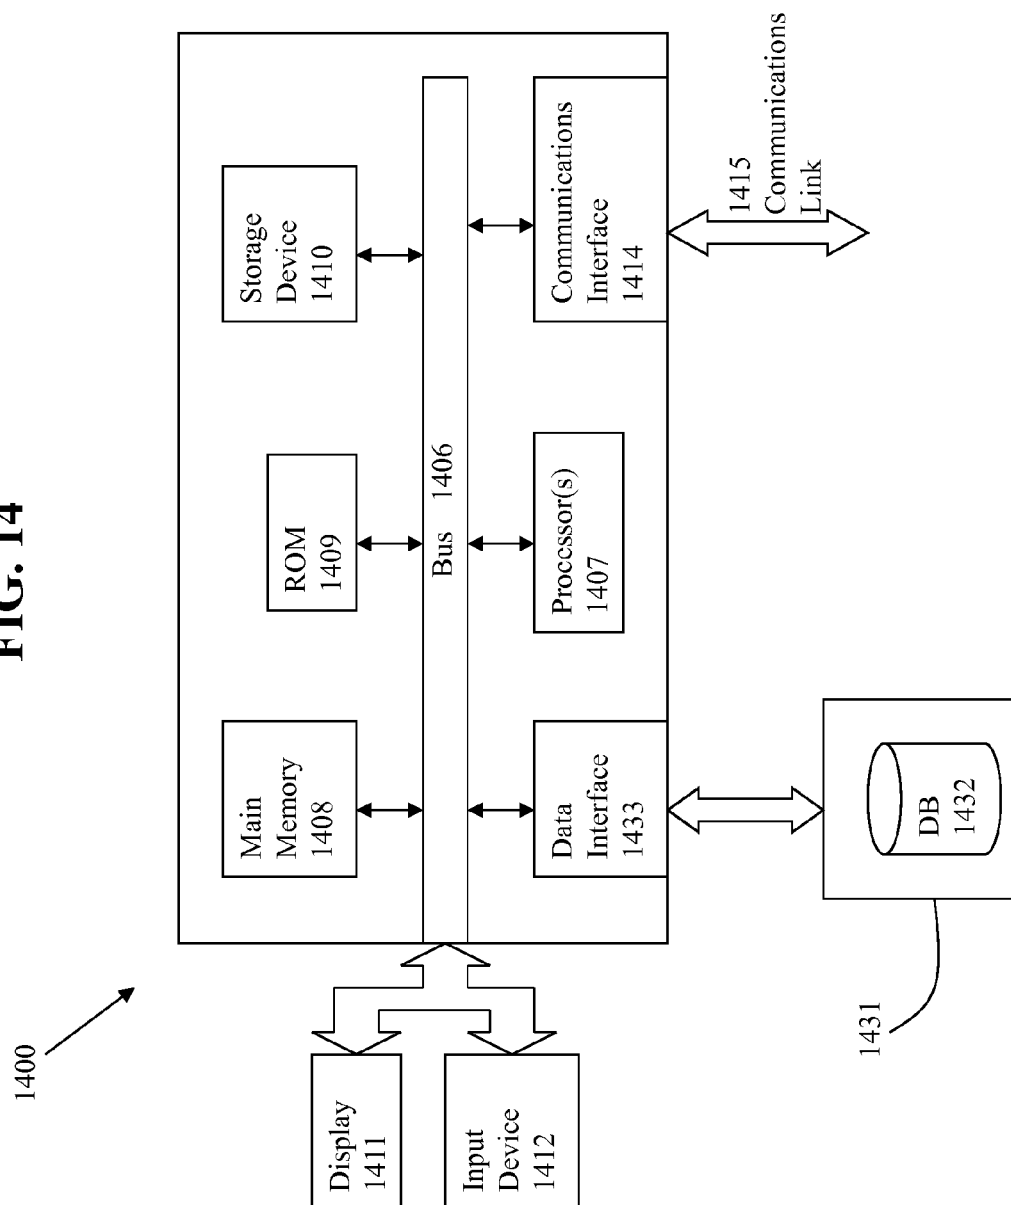 FIG. 14
1400
Main
Memory
1408
ROM
1409
Storage
Device
1410
Bus 1406
Data
Interface
1433
Processor(s)
1407
Communications
Interface
1414
Display
1411
Input
Device
1412
1415
Communications
Link
DB
1432
1431